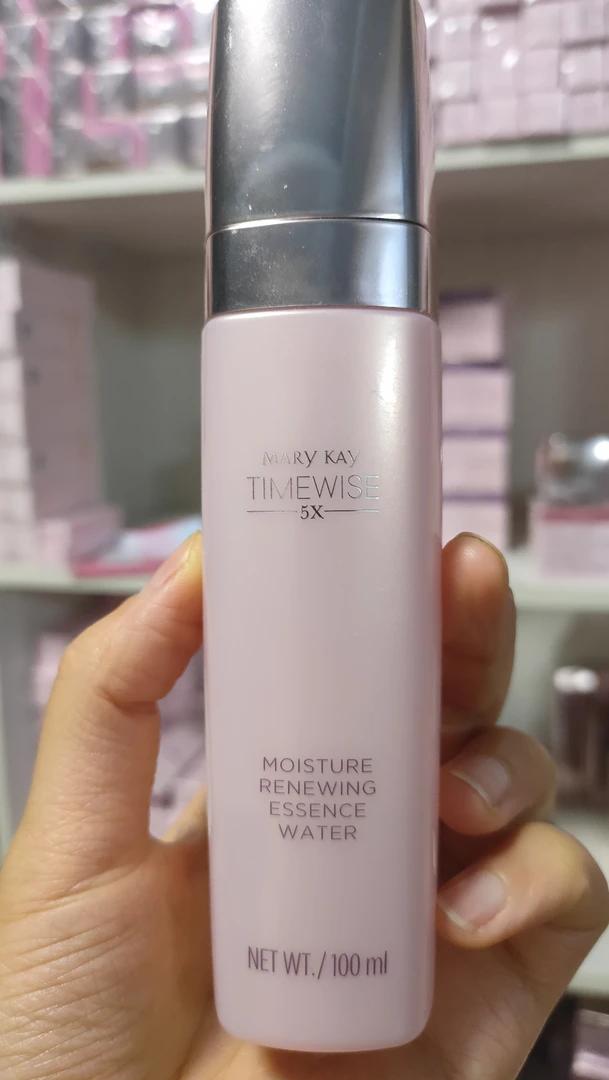 MARY KAY
TIMEWISE
5X
MOISTURE
RENEWING
ESSENCE
WATER
NET WT./100 ml